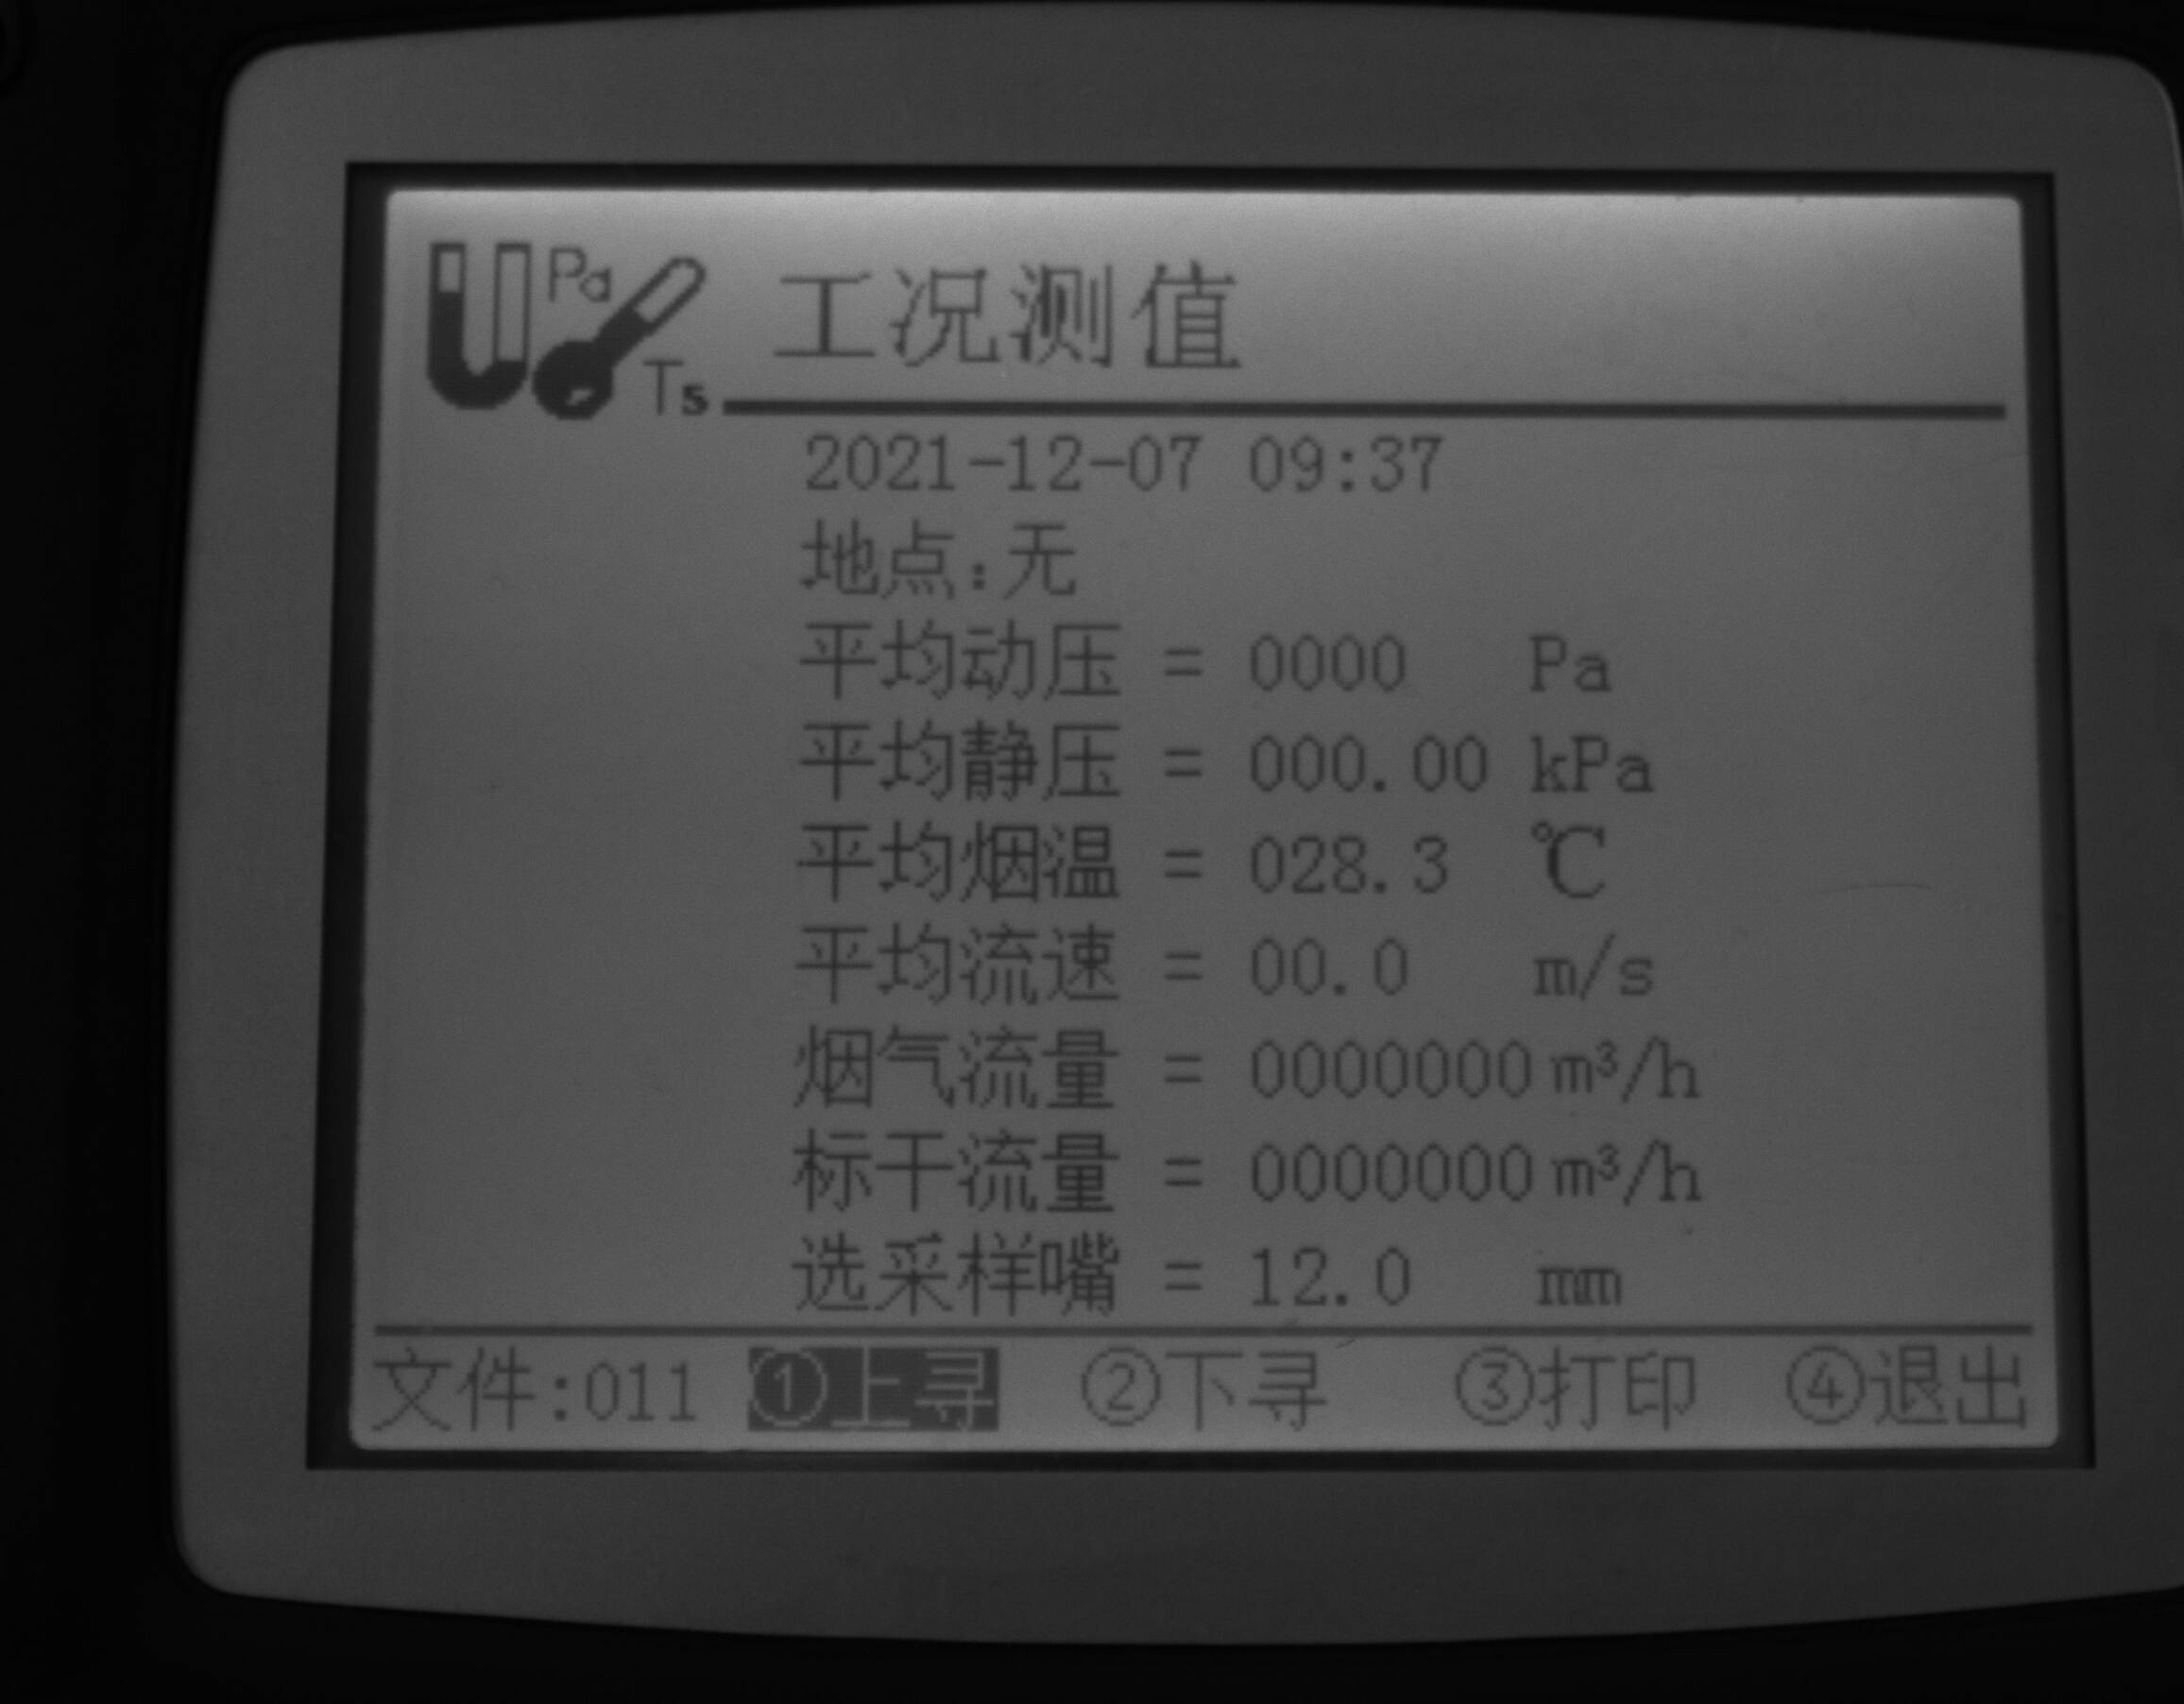 Pa
Ts
工况测值
2021-12-07 09:37
地点:无
平均动压 = 0000 Pa
平均静压 = 000.00 kPa
平均烟温 = 028.3 ℃
平均流速 = 00.0 m/s
烟气流量 = 0000000 m³/h
标干流量 = 0000000 m³/h
选采样嘴 = 12.0 mm
文件:011 ①上寻 ②下寻 ③打印 ④退出